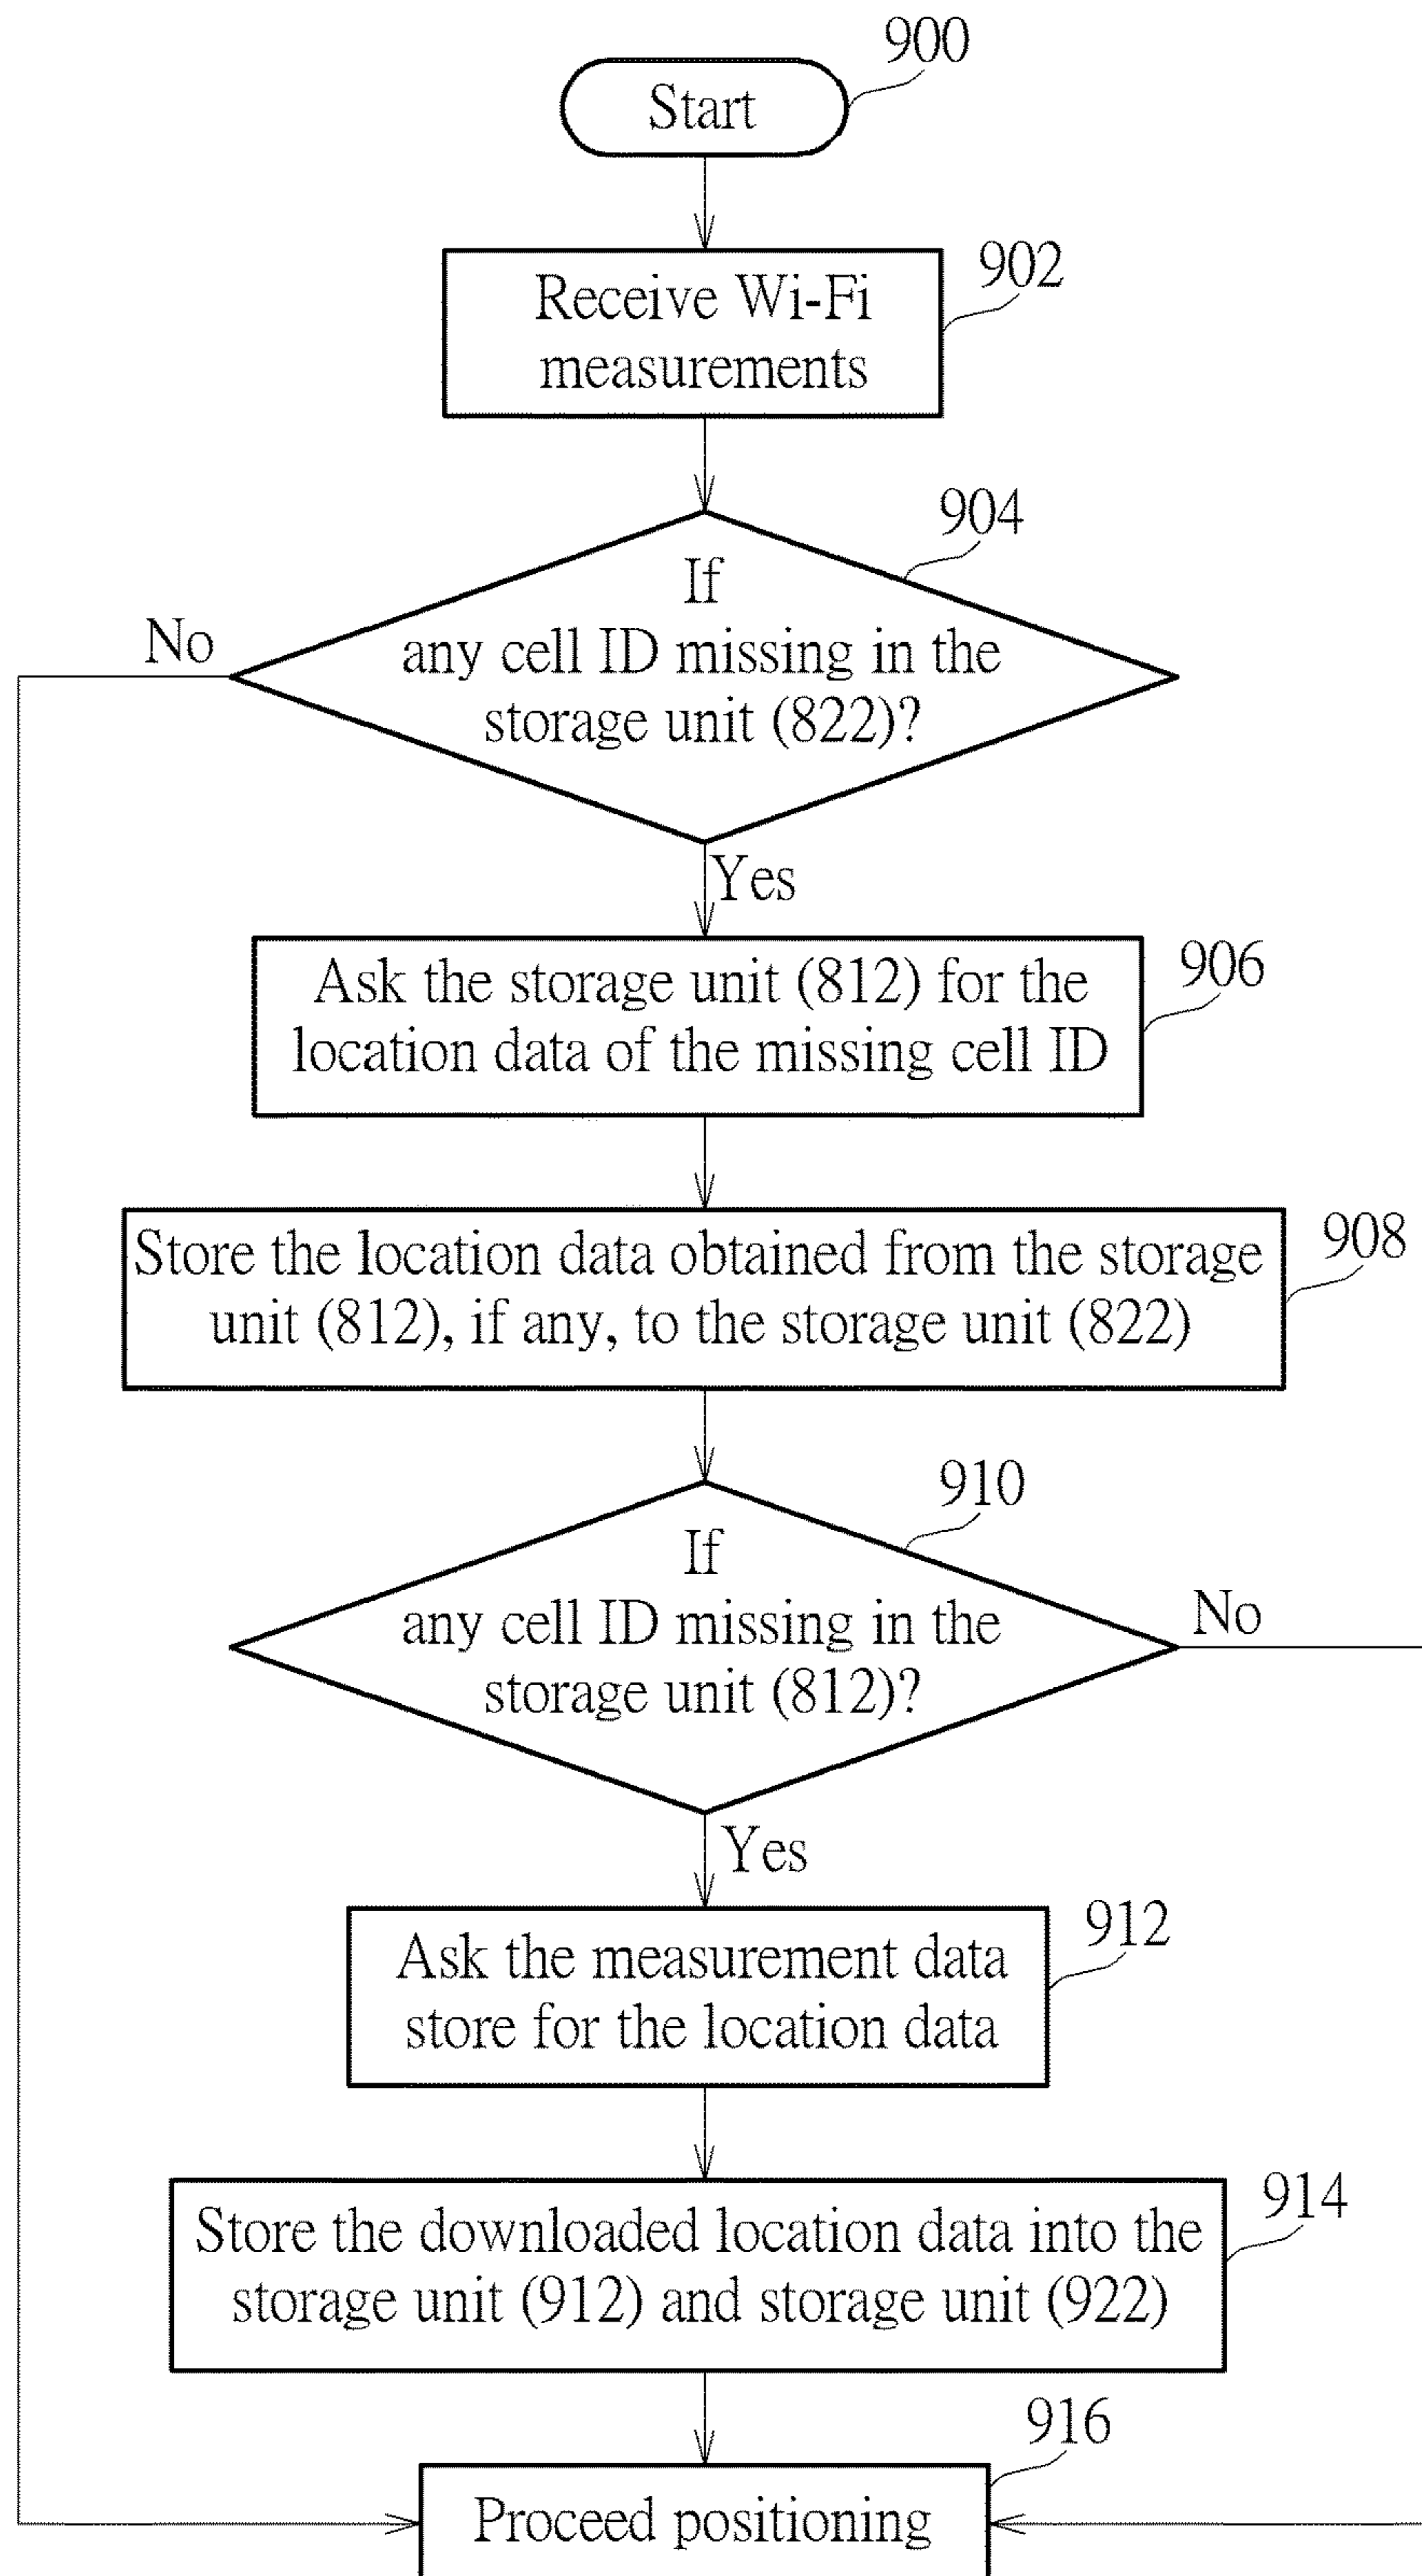 900
Start
902
Receive Wi-Fi
measurements
904
If
any cell ID missing in the
storage unit (822)?
No
Yes
906
Ask the storage unit (812) for the
location data of the missing cell ID
908
Store the location data obtained from the storage
unit (812), if any, to the storage unit (822)
910
If
any cell ID missing in the
storage unit (812)?
No
Yes
912
Ask the measurement data
store for the location data
914
Store the downloaded location data into the
storage unit (912) and storage unit (922)
916
Proceed positioning